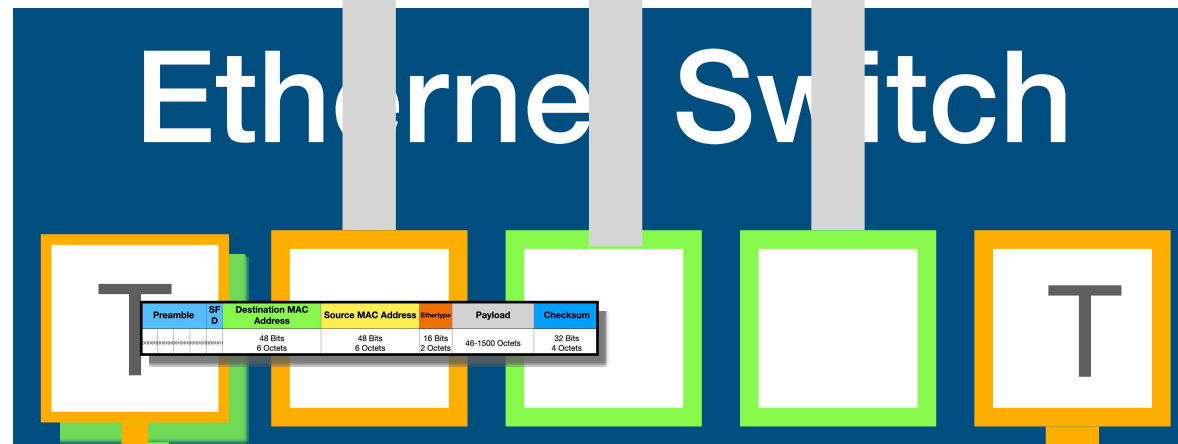 Ethernet Switch
T
T
Preamble
SF
D
Destination MAC
Address
Source MAC Address
Ethertype
Payload
Checksum
48 Bits
6 Octets
48 Bits
6 Octets
16 Bits
2 Octets
46-1500 Octets
32 Bits
4 Octets